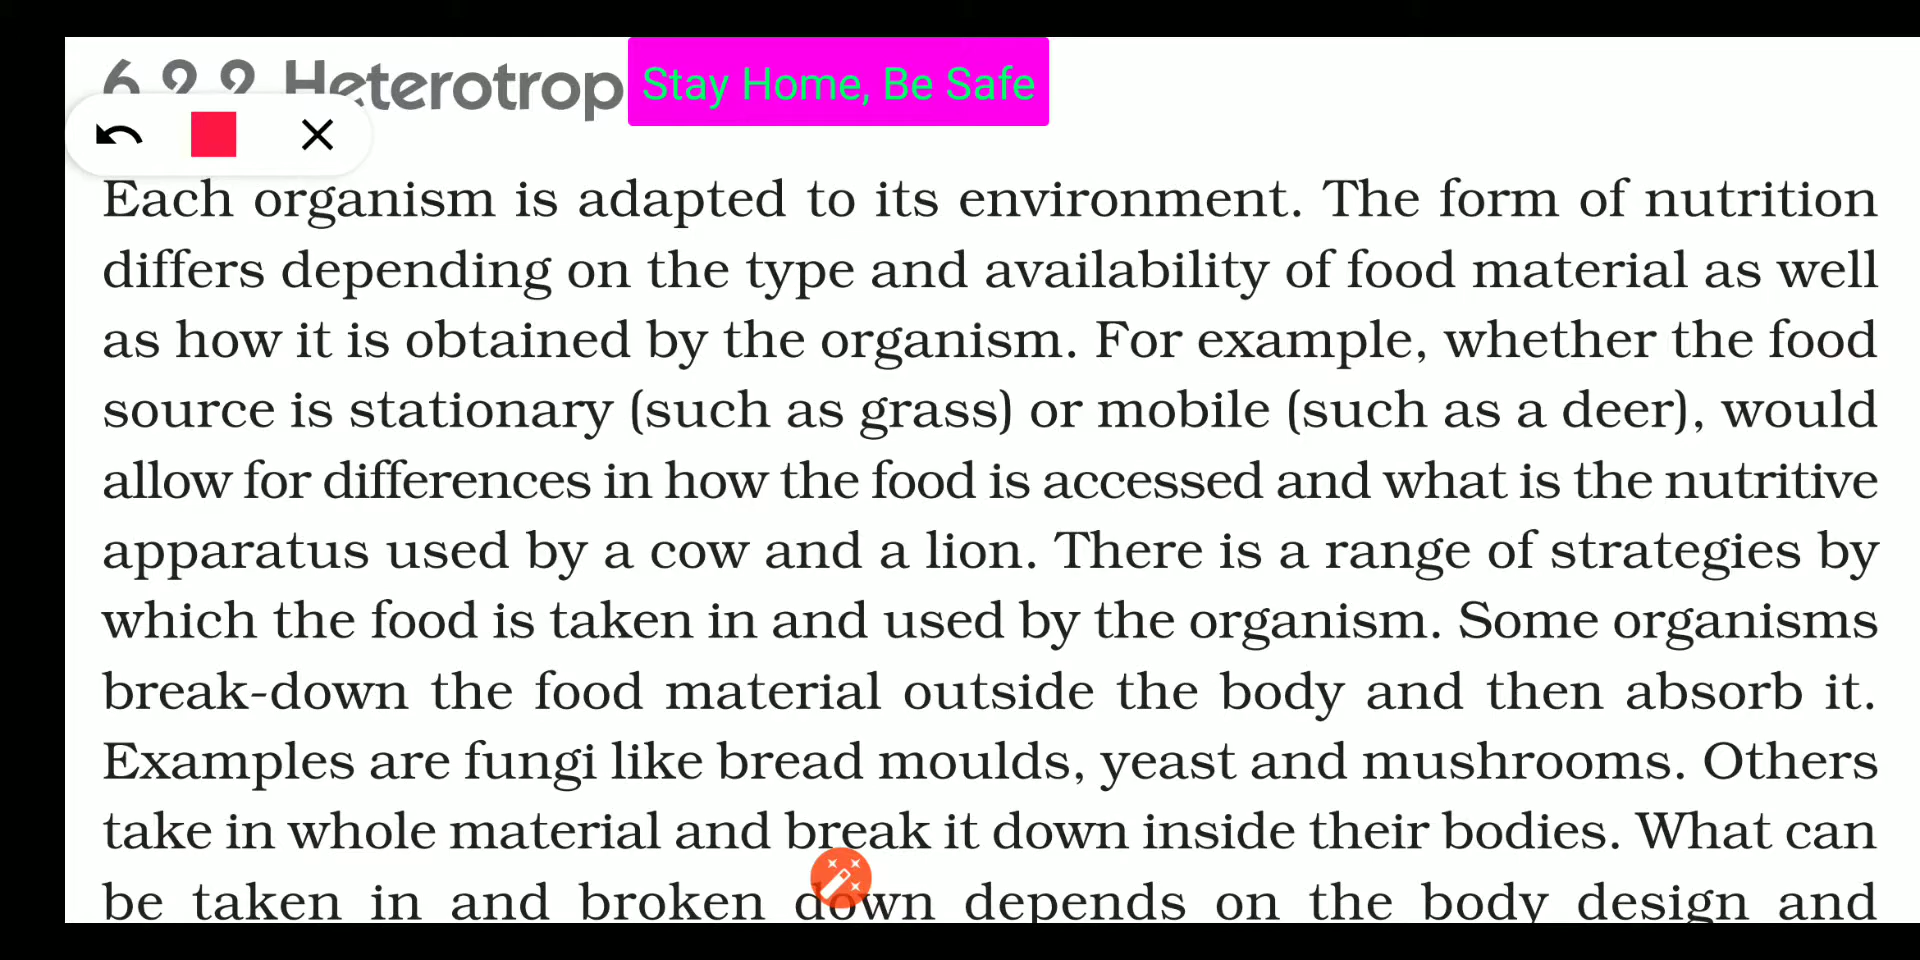 6.2.2 Heterotrop
Stay Home, Be Safe
Each organism is adapted to its environment. The form of nutrition
differs depending on the type and availability of food material as well
as how it is obtained by the organism. For example, whether the food
source is stationary (such as grass) or mobile (such as a deer), would
allow for differences in how the food is accessed and what is the nutritive
apparatus used by a cow and a lion. There is a range of strategies by
which the food is taken in and used by the organism. Some organisms
break-down the food material outside the body and then absorb it.
Examples are fungi like bread moulds, yeast and mushrooms. Others
take in whole material and break it down inside their bodies. What can
be taken in and broken down depends on the body design and